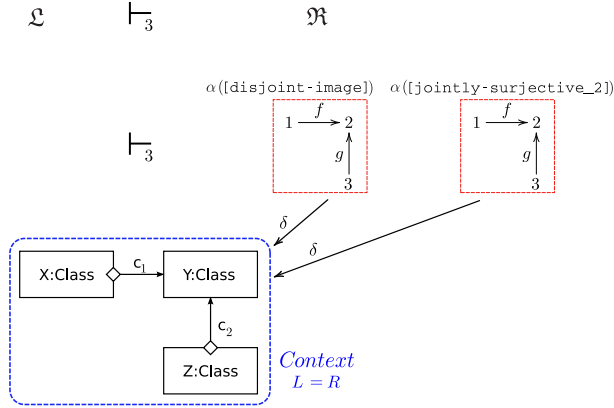 𝔏 ⊢₃ ℜ
α([disjoint-image]) α([jointly-surjective_2])
1 f 2 1 f 2
⊢₃ g g
3 3
δ δ
X:Class c₁ Y:Class
c₂
Z:Class
Context
L = R